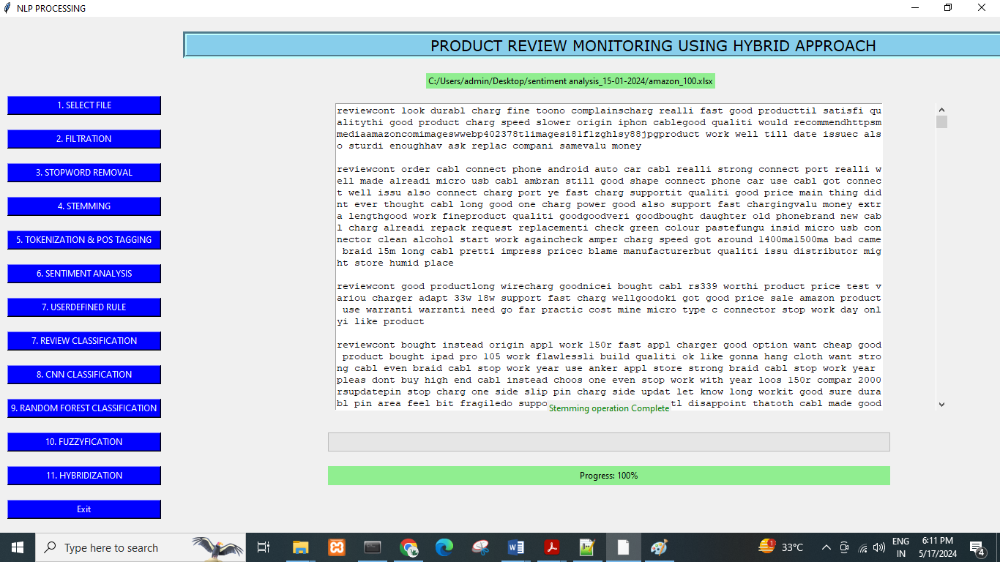 NLP PROCESSING
PRODUCT REVIEW MONITORING USING HYBRID APPROACH
C:/Users/admin/Desktop/sentiment analysis_15-01-2024/amazon_100.xlsx
1. SELECT FILE
2. FILTRATION
3. STOPWORD REMOVAL
4. STEMMING
5. TOKENIZATION & POS TAGGING
6. SENTIMENT ANALYSIS
7. USERDEFINED RULE
7. REVIEW CLASSIFICATION
8. CNN CLASSIFICATION
9. RANDOM FOREST CLASSIFICATION
10. FUZZYFICATION
11. HYBRIDIZATION
Exit
reviewcont look durabl charg fine toono complainscharg realli fast good producttil satisfi qu
alitythi good product charg speed slower origin iphon cablegood qualiti would recommendhttpsm
mediaamazoncomimageswwebp402378t1imagesi81f1zghlsy88jpgproduct work well till date issuec als
o sturdi enoughhav ask replac compani samevalu money
reviewcont order cabl connect phone android auto car cabl realli strong connect port realli w
ell made alreadi micro usb cabl ambran still good shape connect phone car use cabl got connec
t well issu also connect charg port ye fast charg supportit qualiti good price main thing did
nt ever thought cabl long good one charg power good also support fast chargingvalu money extr
a lengthgood work fineproduct qualiti goodgoodveri goodbought daughter old phonebrand new cab
l charg alreadi repack request replacementi check green colour pastefungu insid micro usb con
nector clean alcohol start work againcheck amper charg speed got around 1400ma1500ma bad came
braid 15m long cabl pretti impress pricec blame manufacturerbut qualiti issu distributor mig
ht store humid place
reviewcont good productlong wirecharg goodnicei bought cabl rs339 worthi product price test v
ariou charger adapt 33w 18w support fast charg wellgoodoki got good price sale amazon product
use warranti warranti need go far practic cost mine micro type c connector stop work day onl
yi like product
reviewcont bought instead origin appl work 150r fast appl charger good option want cheap good
product bought ipad pro 105 work flawlessli build qualiti ok like gonna hang cloth want stro
ng cabl even braid cabl stop work year use anker appl store strong braid cabl stop work year
pleas dont buy high end cabl instead choos one even stop work with year loos 150r compar 2000
rsupdatepin stop charg one side slip pin charg side updat let know long workit good sure dura
bl pin area feel bit fragiledo suppo tl disappoint thatoth cabl made good
Stemming operation Complete
Progress: 100%
Type here to search
33°C
ENG
IN
6:11 PM
5/17/2024
4